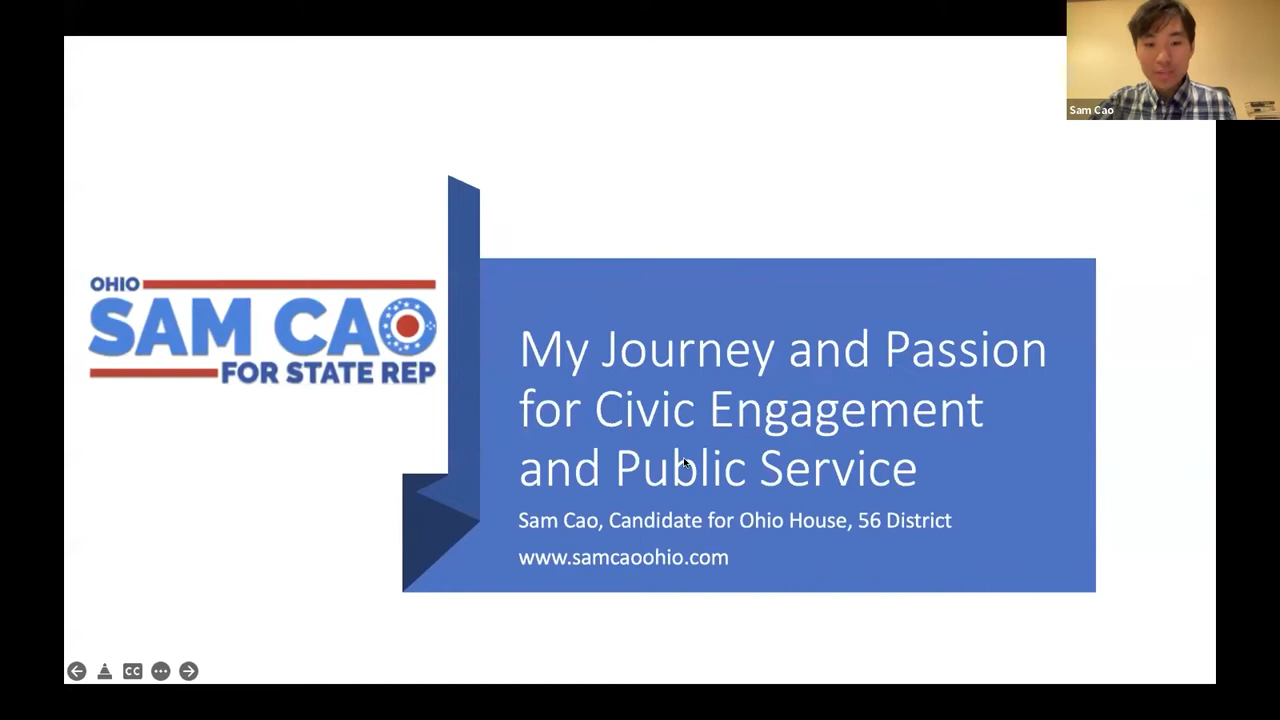 Sam Cao
OHIO
SAM CAO
FOR STATE REP
My Journey and Passion
for Civic Engagement
and Public Service
Sam Cao, Candidate for Ohio House, 56 District
www.samcaoohio.com
CC